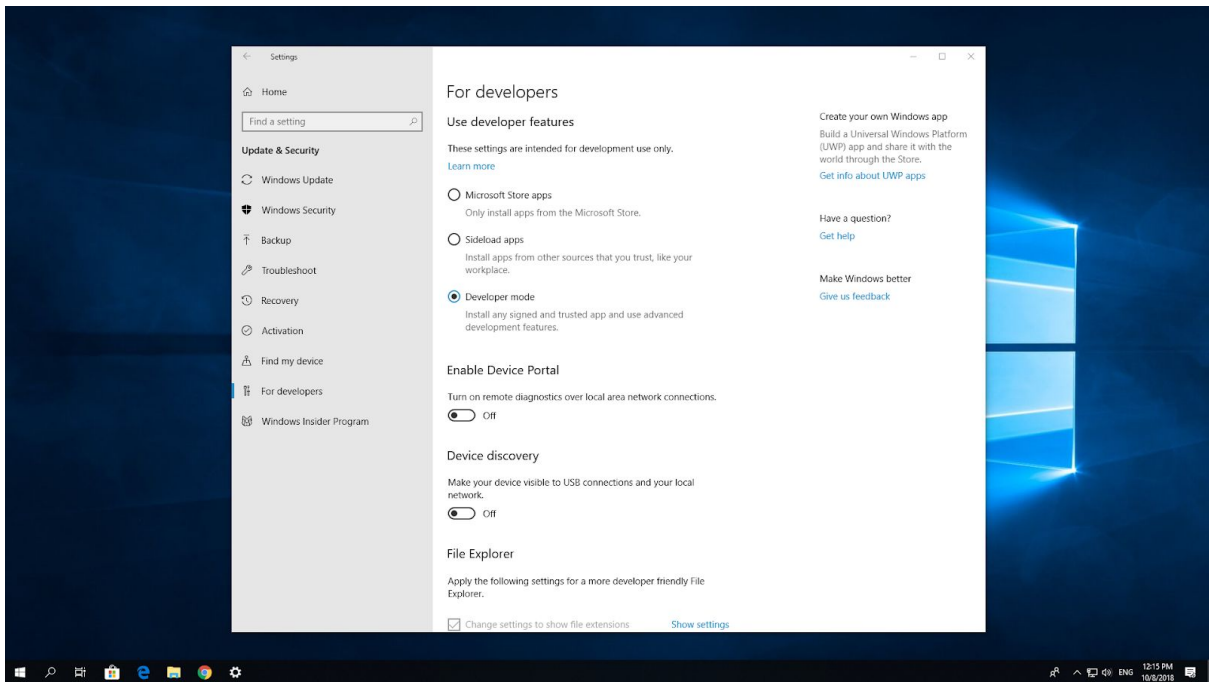 Settings
Home
Find a setting
Update & Security
Windows Update
Windows Security
Backup
Troubleshoot
Recovery
Activation
Find my device
For developers
Windows Insider Program
For developers
Use developer features
These settings are intended for development use only.
Learn more
Microsoft Store apps
Only install apps from the Microsoft Store.
Sideload apps
Install apps from other sources that you trust, like your
workplace.
Developer mode
Install any signed and trusted app and use advanced
development features.
Enable Device Portal
Turn on remote diagnostics over local area network connections.
Off
Device discovery
Make your device visible to USB connections and your local
network.
Off
File Explorer
Apply the following settings for a more developer friendly File
Explorer.
Change settings to show file extensions Show settings
Create your own Windows app
Build a Universal Windows Platform
(UWP) app and share it with the
world through the Store.
Get info about UWP apps
Have a question?
Get help
Make Windows better
Give us feedback
ENG
12:15 PM
10/8/2018